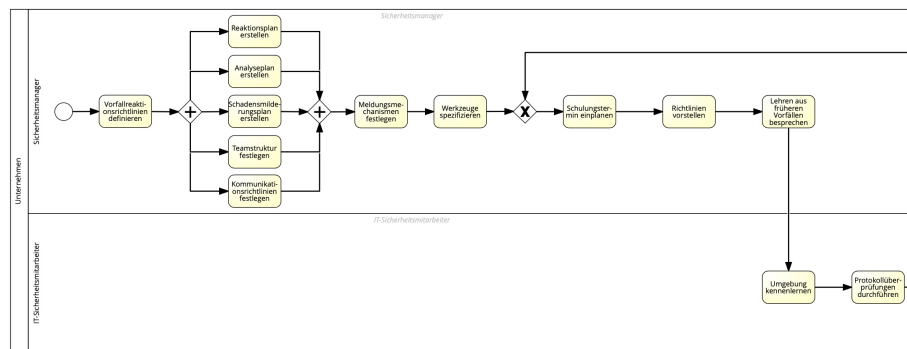 Unternehmen
Sicherheitsmanager
Sicherheitsmanager
Vorfallreakti-
onsrichtlinien
definieren
Reaktionsplan
erstellen
Analyseplan
erstellen
Schadensmilde-
rungsplan
erstellen
Teamstruktur
festlegen
Kommunikati-
onsrichtlinien
festlegen
Meldungsme-
chanismen
festlegen
Werkzeuge
spezifizieren
X
Schulungster-
min einplanen
Richtlinien
vorstellen
Lehren aus
früheren
Vorfällen
besprechen
IT-Sicherheitsmitarbeiter
IT-Sicherheitsmitarbeiter
Umgebung
kennenlernen
Protokollüber-
prüfungen
durchführen